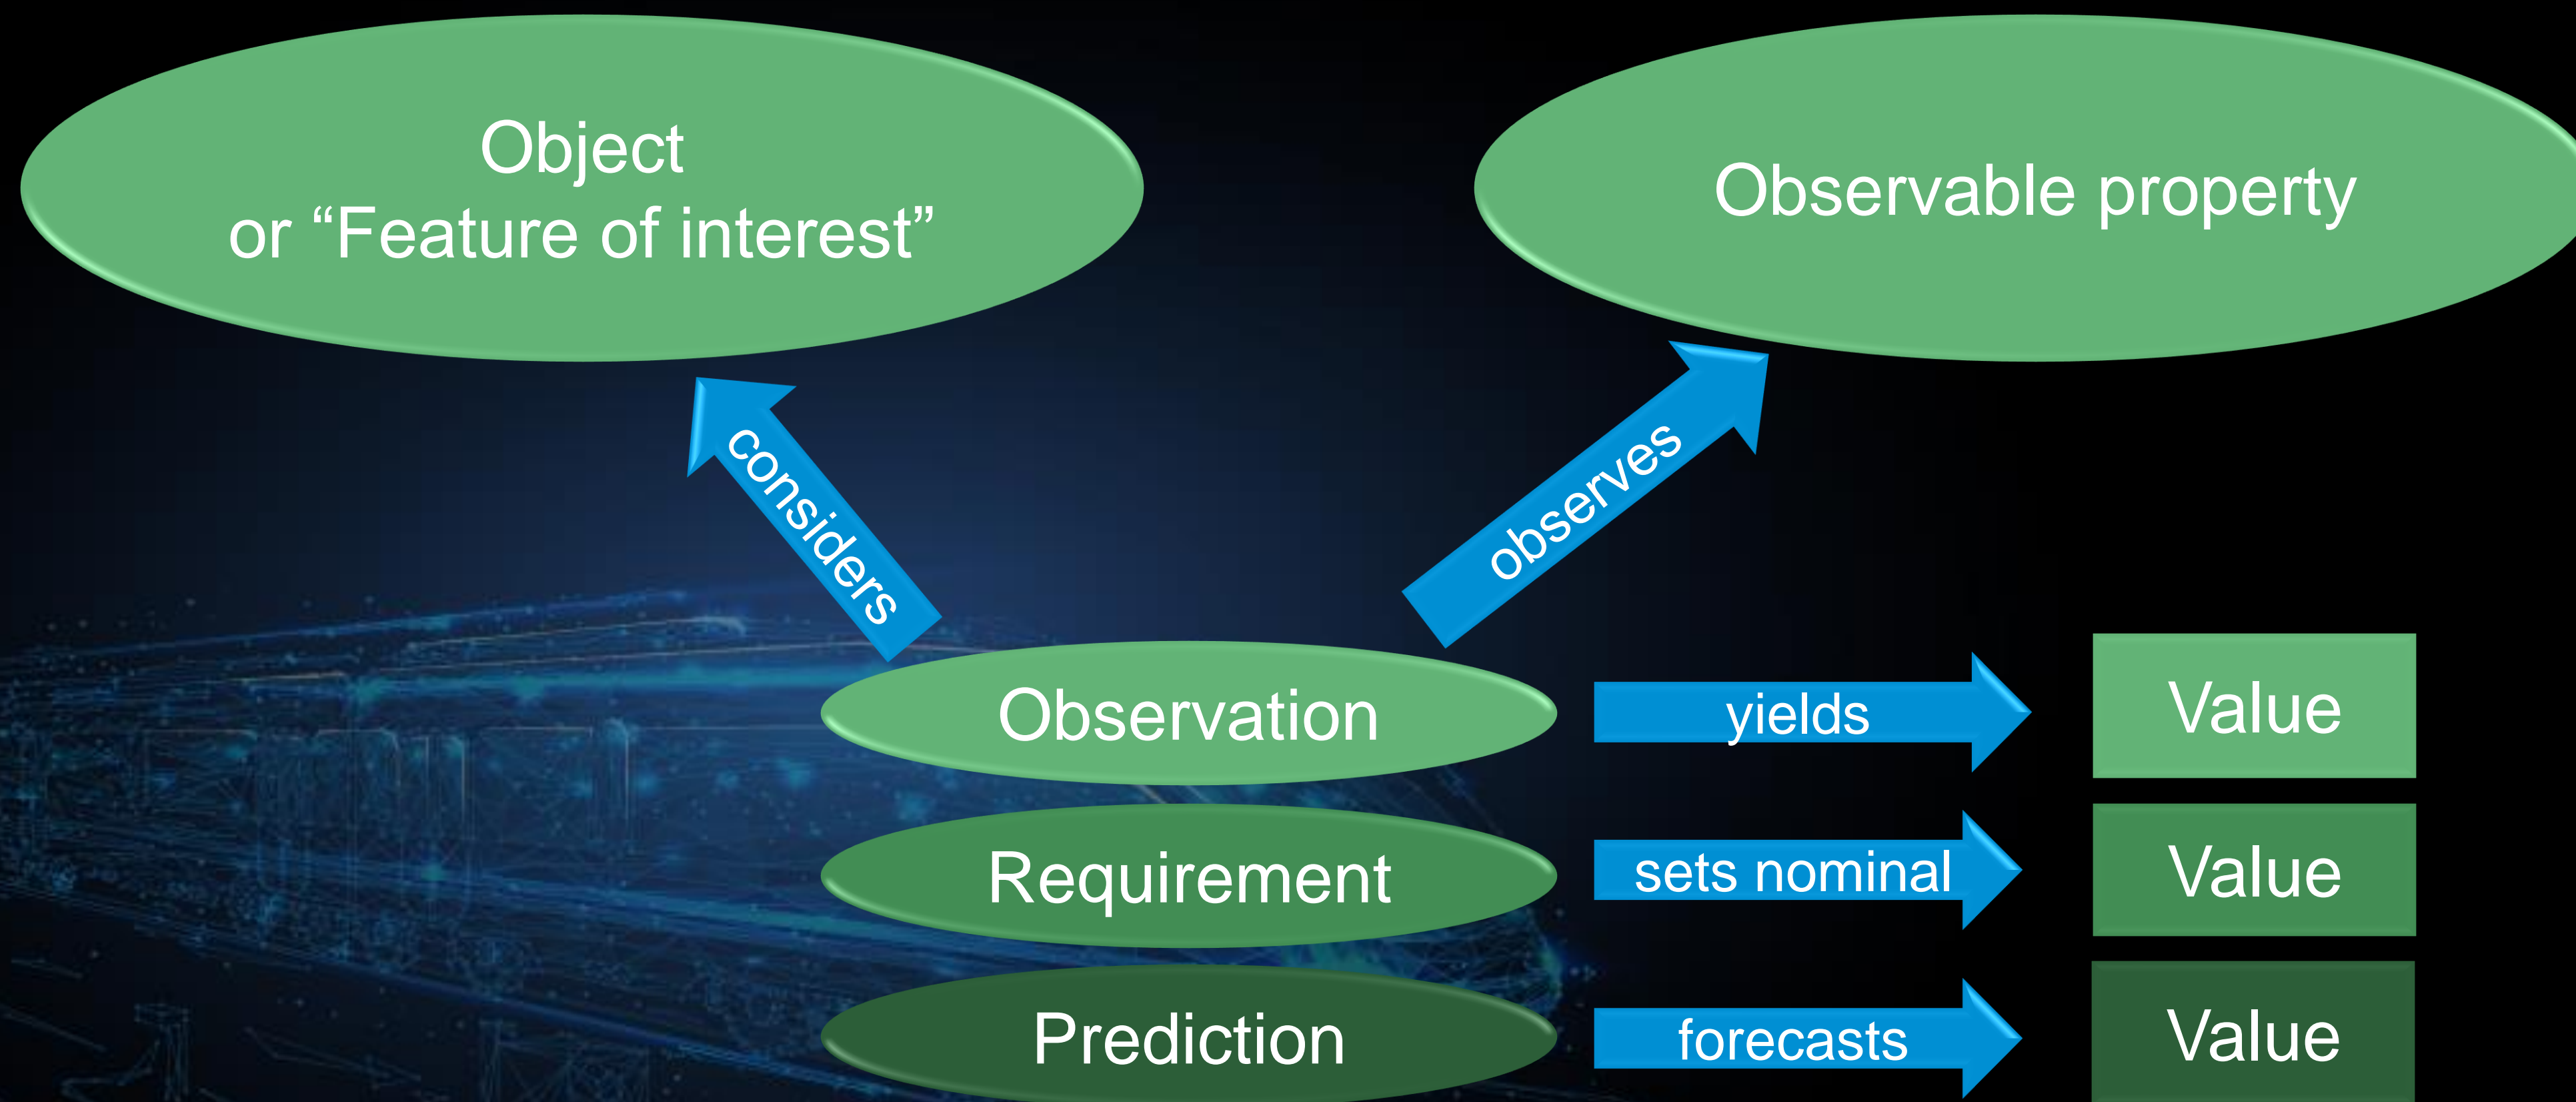 Object
or “Feature of interest”
Observable property
considers
observes
Observation
yields
Value
Requirement
sets nominal
Value
Prediction
forecasts
Value